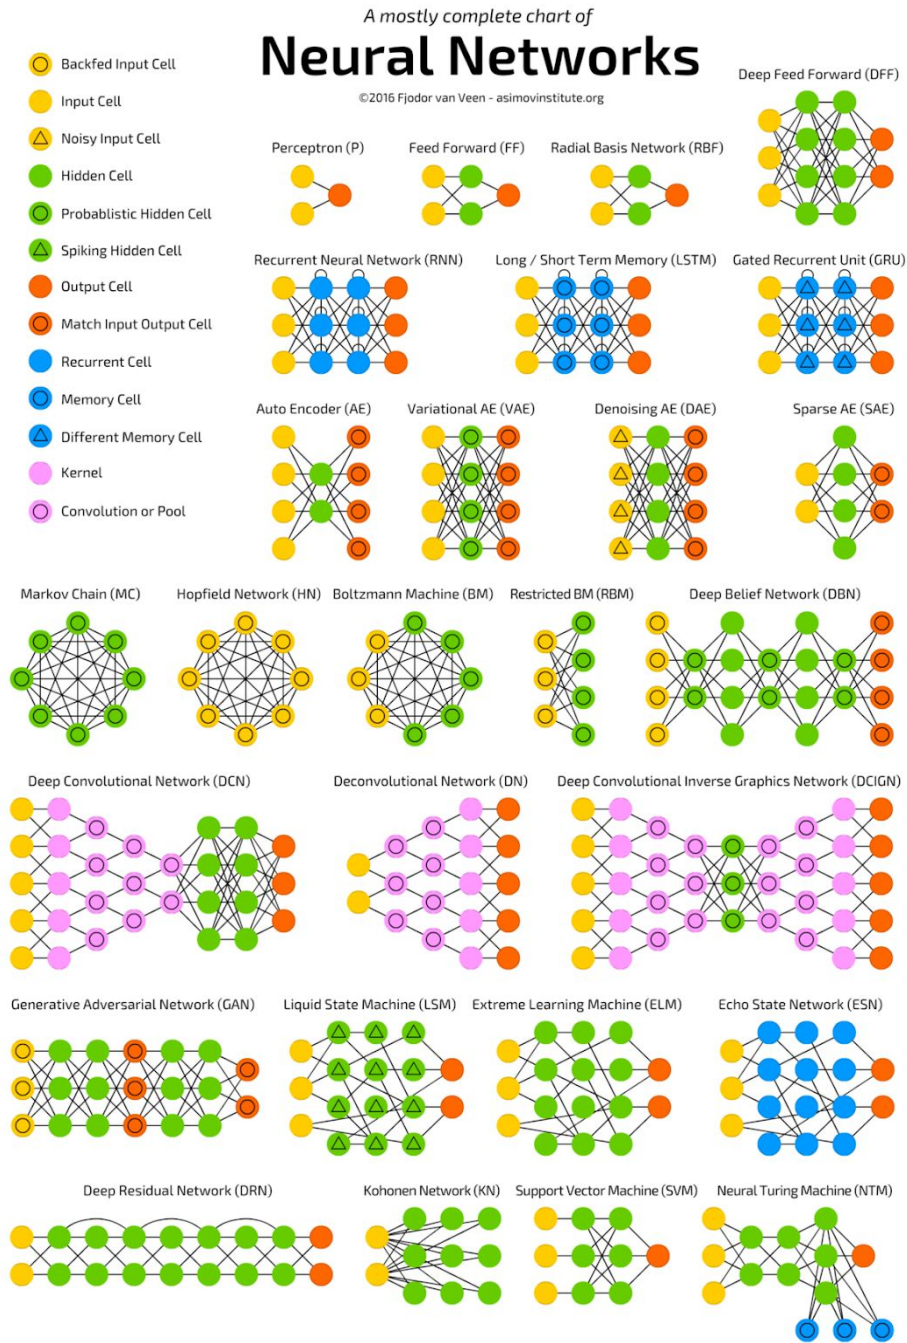 A mostly complete chart of
Neural Networks
©2016 Fjodor van Veen - asimovinstitute.org
Backfed Input Cell
Input Cell
Noisy Input Cell
Hidden Cell
Probablistic Hidden Cell
Spiking Hidden Cell
Output Cell
Match Input Output Cell
Recurrent Cell
Memory Cell
Different Memory Cell
Kernel
Convolution or Pool
Deep Feed Forward (DFF)
Perceptron (P)
Feed Forward (FF)
Radial Basis Network (RBF)
Recurrent Neural Network (RNN)
Long / Short Term Memory (LSTM)
Gated Recurrent Unit (GRU)
Auto Encoder (AE)
Variational AE (VAE)
Denoising AE (DAE)
Sparse AE (SAE)
Markov Chain (MC)
Hopfield Network (HN)
Boltzmann Machine (BM)
Restricted BM (RBM)
Deep Belief Network (DBN)
Deep Convolutional Network (DCN)
Deconvolutional Network (DN)
Deep Convolutional Inverse Graphics Network (DCIGN)
Generative Adversarial Network (GAN)
Liquid State Machine (LSM)
Extreme Learning Machine (ELM)
Echo State Network (ESN)
Deep Residual Network (DRN)
Kohonen Network (KN)
Support Vector Machine (SVM)
Neural Turing Machine (NTM)